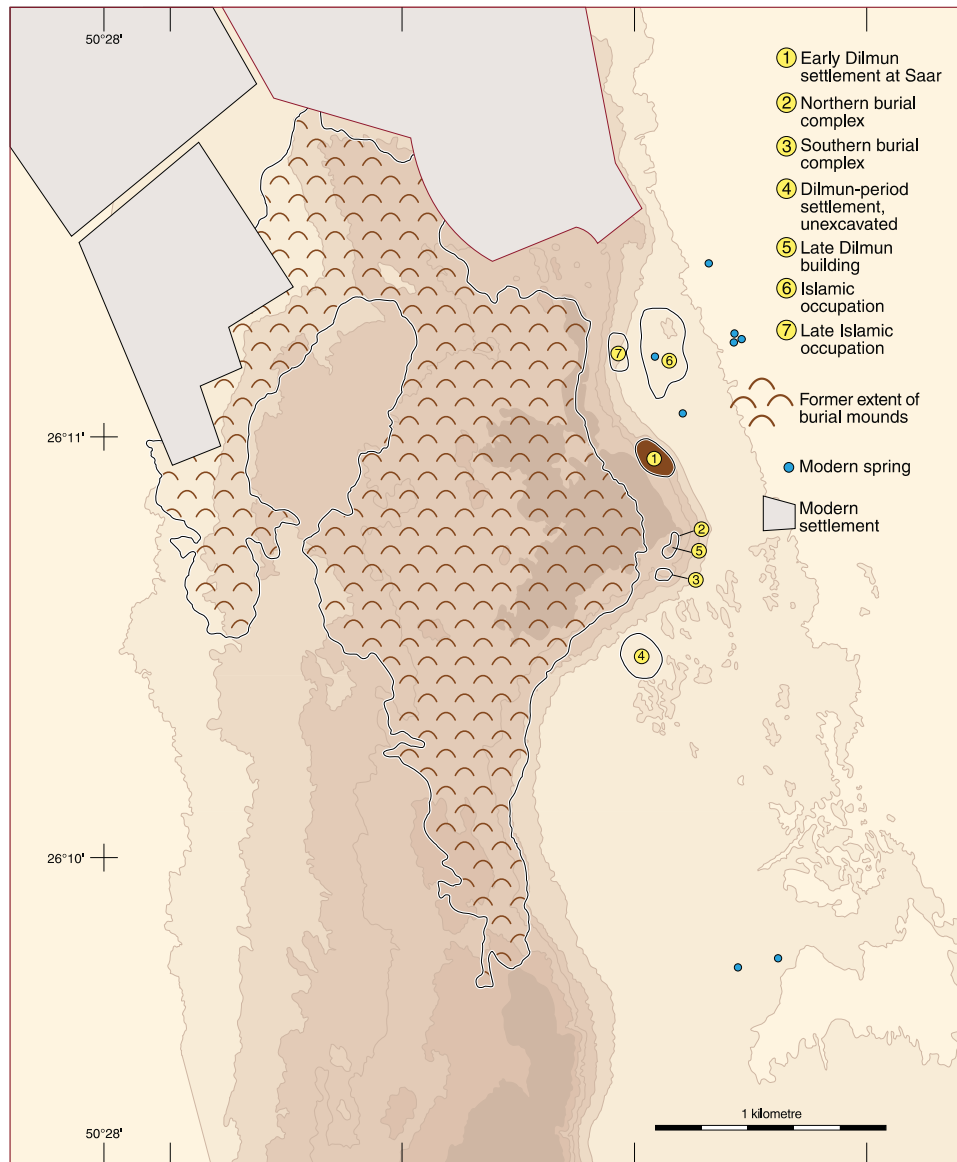 50°28'
1 Early Dilmun
settlement at Saar
2 Northern burial
complex
3 Southern burial
complex
4 Dilmun-period
settlement,
unexcavated
5 Late Dilmun
building
6 Islamic
occupation
7 Late Islamic
occupation
Former extent of
burial mounds
Modern spring
Modern
settlement
7
6
26°11'
1
2
5
3
4
26°10'
1 kilometre
50°28'